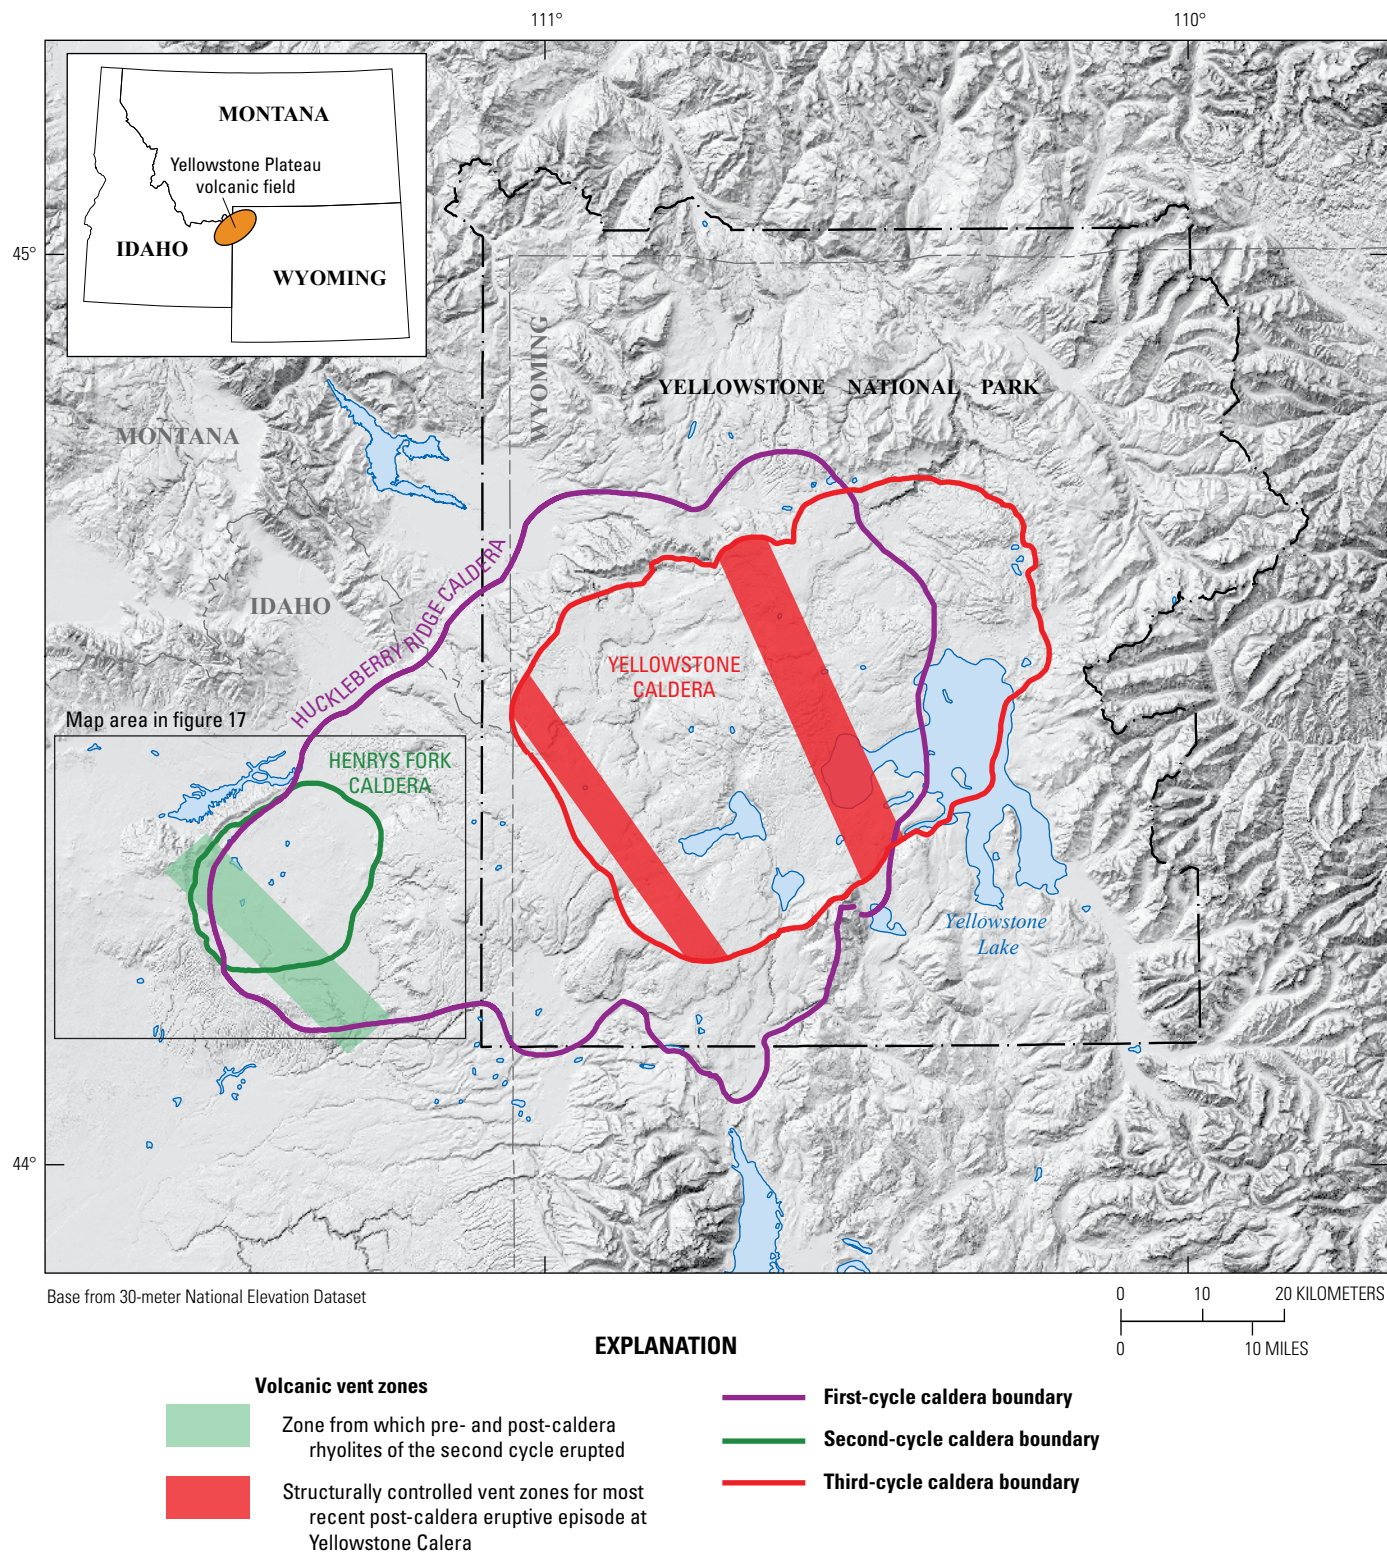 111°
110°
MONTANA
Yellowstone Plateau
volcanic field
IDAHO
WYOMING
45°
WYOMING
YELLOWSTONE NATIONAL PARK
MONTANA
HUCKLEBERRY RIDGE CALDERA
IDAHO
YELLOWSTONE
CALDERA
Map area in figure 17
HENRYS FORK
CALDERA
Yellowstone
Lake
44°
Base from 30-meter National Elevation Dataset
0 10 20 KILOMETERS
0 10 MILES
EXPLANATION
Volcanic vent zones
Zone from which pre- and post-caldera
rhyolites of the second cycle erupted
Structurally controlled vent zones for most
recent post-caldera eruptive episode at
Yellowstone Calera
First-cycle caldera boundary
Second-cycle caldera boundary
Third-cycle caldera boundary